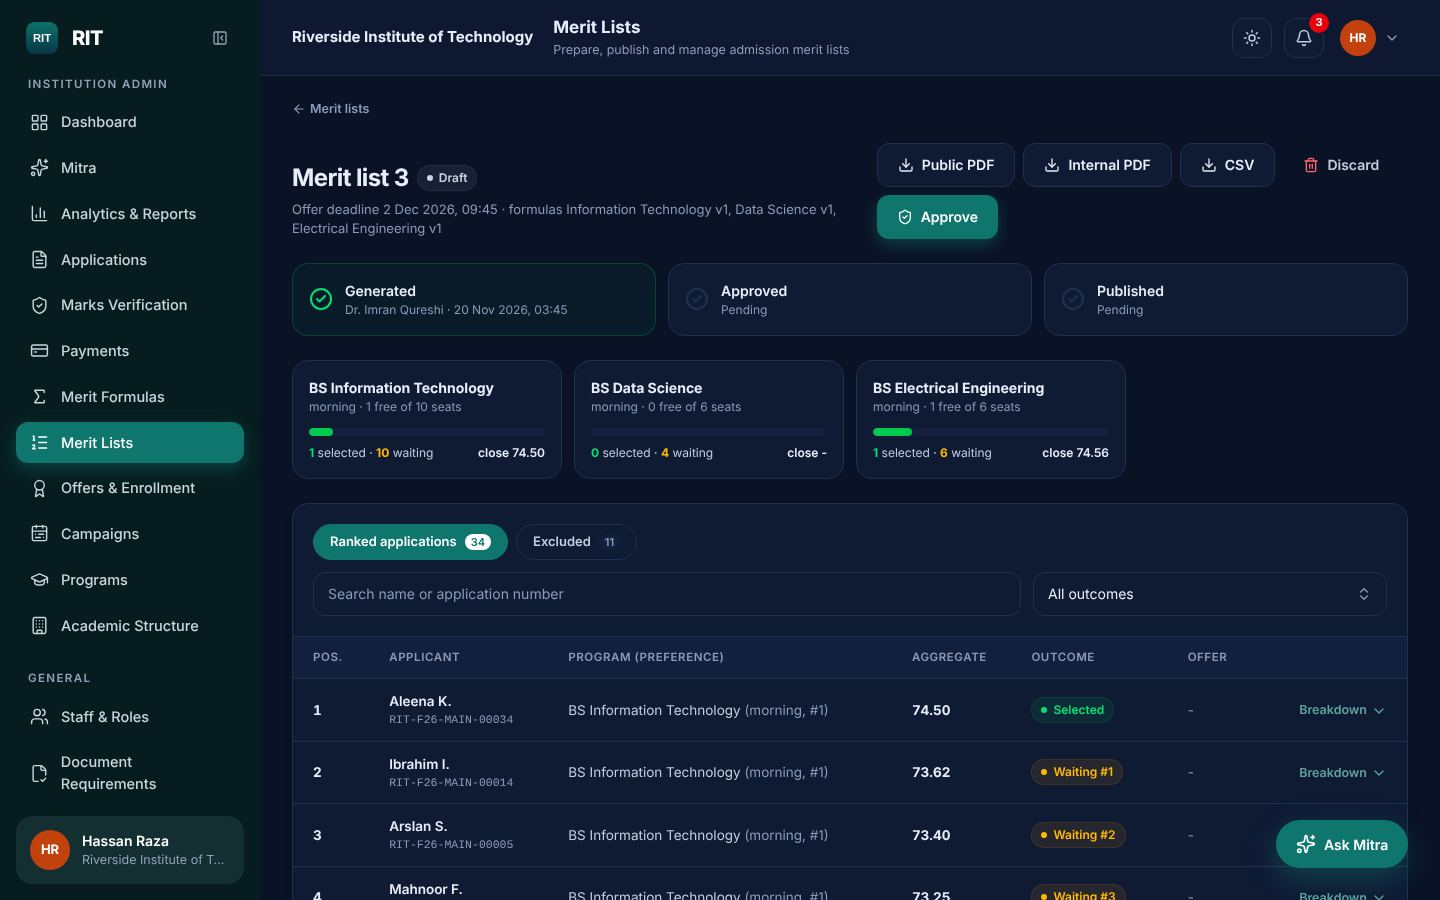 RIT RIT
INSTITUTION ADMIN
Dashboard
Mitra
Analytics & Reports
Applications
Marks Verification
Payments
Merit Formulas
Merit Lists
Offers & Enrollment
Campaigns
Programs
Academic Structure
GENERAL
Staff & Roles
Document
Requirements
HR Hassan Raza
Riverside Institute of T...
Riverside Institute of Technology
Merit Lists
Prepare, publish and manage admission merit lists
3
HR
Merit lists
Merit list 3 Draft
Offer deadline 2 Dec 2026, 09:45 · formulas Information Technology v1, Data Science v1,
Electrical Engineering v1
Public PDF Internal PDF CSV Discard
Approve
Generated
Dr. Imran Qureshi · 20 Nov 2026, 03:45
Approved
Pending
Published
Pending
BS Information Technology
morning · 1 free of 10 seats
1 selected · 10 waiting close 74.50
BS Data Science
morning · 0 free of 6 seats
0 selected · 4 waiting close -
BS Electrical Engineering
morning · 1 free of 6 seats
1 selected · 6 waiting close 74.56
Ranked applications 34 Excluded 11
Search name or application number All outcomes
POS. APPLICANT PROGRAM (PREFERENCE) AGGREGATE OUTCOME OFFER
1 Aleena K. BS Information Technology (morning, #1) 74.50 Selected - Breakdown
RIT-F26-MAIN-00034
2 Ibrahim I. BS Information Technology (morning, #1) 73.62 Waiting #1 - Breakdown
RIT-F26-MAIN-00014
3 Arslan S. BS Information Technology (morning, #1) 73.40 Waiting #2 -
RIT-F26-MAIN-00005
Ask Mitra
4 Mahnoor F. BS Information Technology (morning, #1) 73.25 Waiting #3 - Breakdown